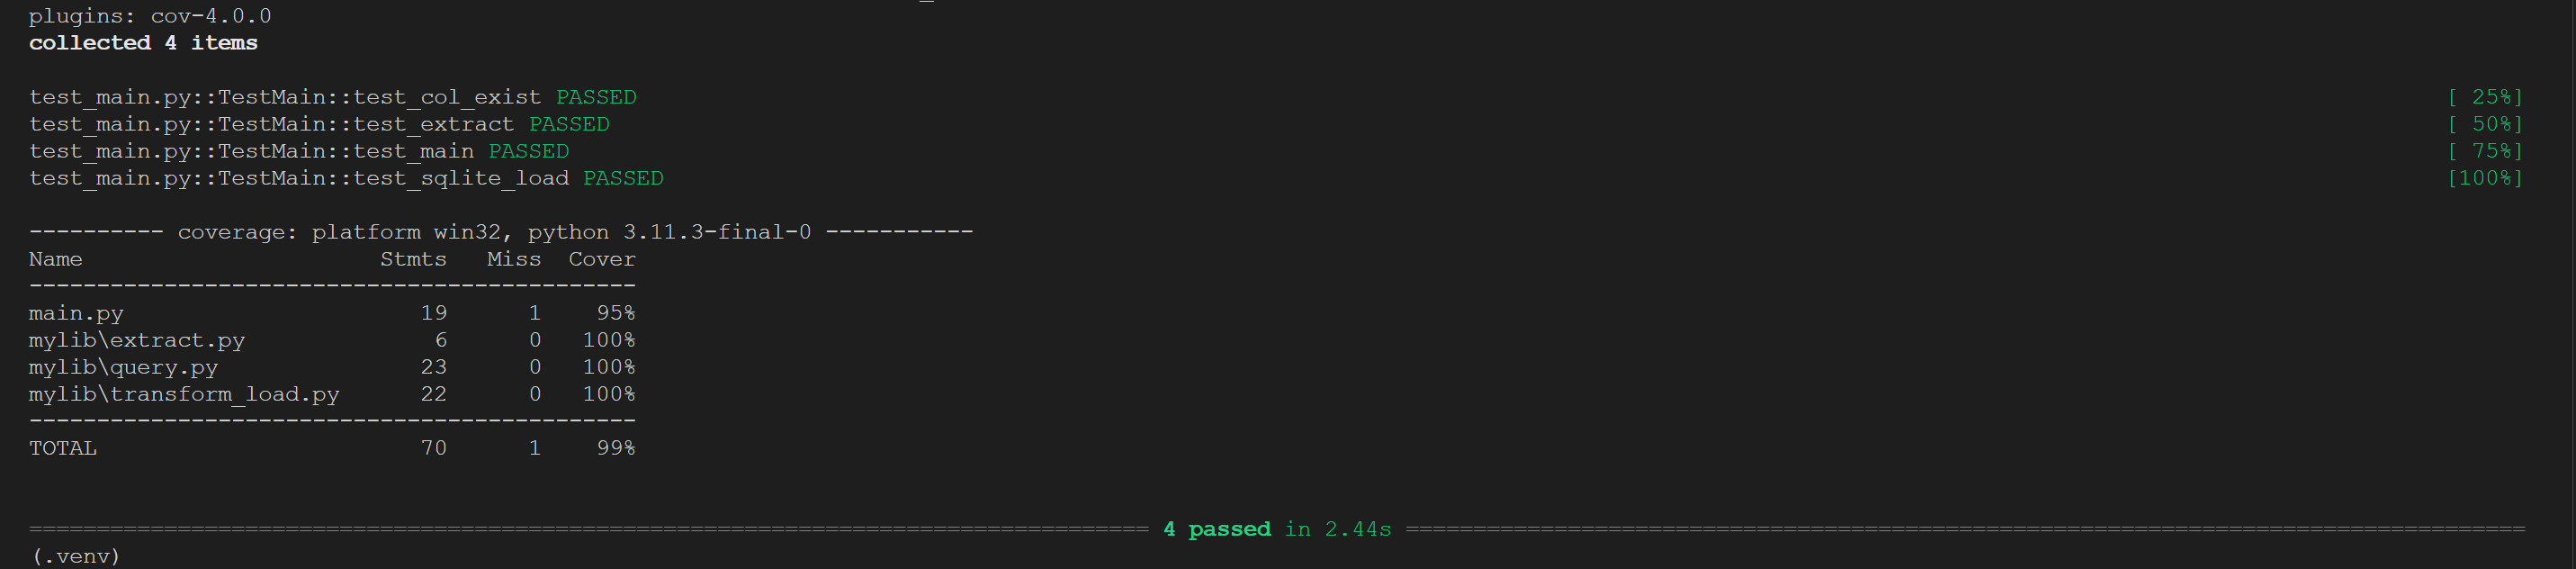 plugins: cov-4.0.0
collected 4 items
test_main.py::TestMain::test_col_exist PASSED [ 25%]
test_main.py::TestMain::test_extract PASSED [ 50%]
test_main.py::TestMain::test_main PASSED [ 75%]
test_main.py::TestMain::test_sqlite_load PASSED [100%]
---------- coverage: platform win32, python 3.11.3-final-0 -----------
Name Stmts Miss Cover
---------------------------------------------
main.py 19 1 95%
mylib\extract.py 6 0 100%
mylib\query.py 23 0 100%
mylib\transform_load.py 22 0 100%
---------------------------------------------
TOTAL 70 1 99%
=================================================================================== 4 passed in 2.44s ===================================================================================
(.venv)